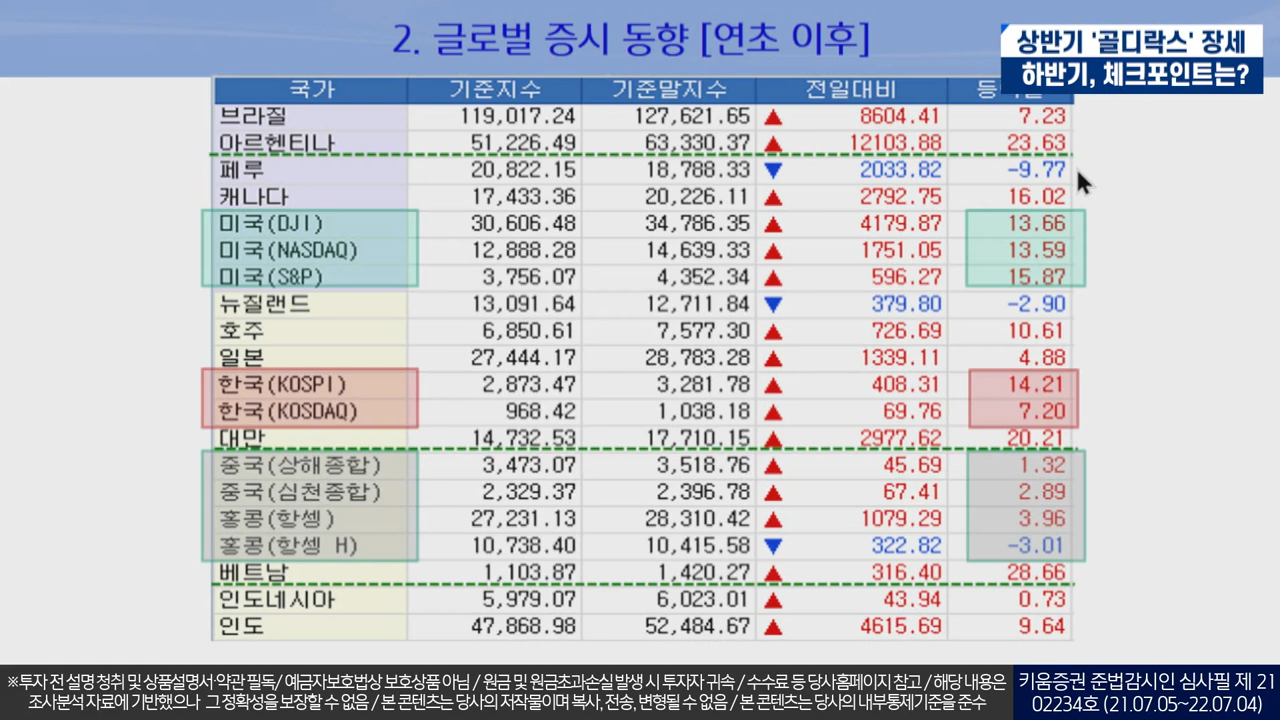 2. 글로벌 증시 동향 [연초 이후]
상반기 '골디락스' 장세
하반기, 체크포인트는?
국가 기준지수 기준말지수 전일대비
브라질 119,017.24 127,621.65 ▲ 8604.41 7.23
아르헨티나 51,226.49 63,330.37 ▲ 12103.88 23.63
페루 20,822.15 18,788.33 ▼ 2033.82 -9.77
캐나다 17,433.36 20,226.11 ▲ 2792.75 16.02
미국(DJI) 30,606.48 34,786.35 ▲ 4179.87 13.66
미국(NASDAQ) 12,888.28 14,639.33 ▲ 1751.05 13.59
미국(S&P) 3,756.07 4,352.34 ▲ 596.27 15.87
뉴질랜드 13,091.64 12,711.84 ▼ 379.80 -2.90
호주 6,850.61 7,577.30 ▲ 726.69 10.61
일본 27,444.17 28,783.28 ▲ 1339.11 4.88
한국(KOSPI) 2,873.47 3,281.78 ▲ 408.31 14.21
한국(KOSDAQ) 968.42 1,038.18 ▲ 69.76 7.20
대만 14,732.53 17,710.15 ▲ 2977.62 20.21
중국(상해종합) 3,473.07 3,518.76 ▲ 45.69 1.32
중국(심천종합) 2,329.37 2,396.78 ▲ 67.41 2.89
홍콩(항셍) 27,231.13 28,310.42 ▲ 1079.29 3.96
홍콩(항셍 H) 10,738.40 10,415.58 ▼ 322.82 -3.01
베트남 1,103.87 1,420.27 ▲ 316.40 28.66
인도네시아 5,979.07 6,023.01 ▲ 43.94 0.73
인도 47,868.98 52,484.67 ▲ 4615.69 9.64
※투자 전 설명 청취 및 상품설명서·약관 필독/ 예금자보호법상 보호상품 아님 / 원금 및 원금초과손실 발생 시 투자자 귀속 / 수수료 등 당사홈페이지 참고 / 해당 내용은
조사분석 자료에 기반했으나 그 정확성을 보장할 수 없음 / 본 콘텐츠는 당사의 저작물이며 복사, 전송, 변형될 수 없음 / 본 콘텐츠는 당사의 내부통제기준을 준수
키움증권 준법감시인 심사필 제 21
02234호 (21.07.05~22.07.04)